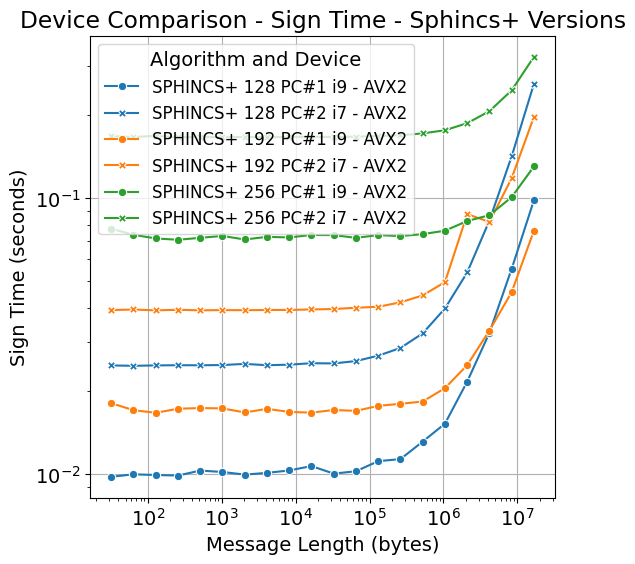 Device Comparison - Sign Time - Sphincs+ Versions
Algorithm and Device
SPHINCS+ 128 PC#1 i9 - AVX2
SPHINCS+ 128 PC#2 i7 - AVX2
SPHINCS+ 192 PC#1 i9 - AVX2
SPHINCS+ 192 PC#2 i7 - AVX2
SPHINCS+ 256 PC#1 i9 - AVX2
SPHINCS+ 256 PC#2 i7 - AVX2
Sign Time (seconds)
10⁻¹
10⁻²
10² 10³ 10⁴ 10⁵ 10⁶ 10⁷
Message Length (bytes)